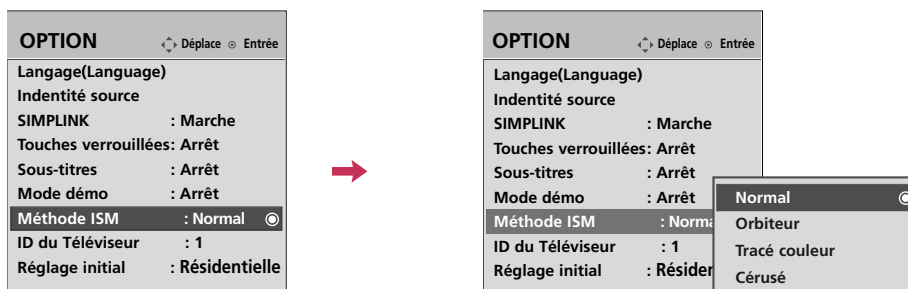 OPTION Déplace Entrée
Langage(Language)
Indentité source
SIMPLINK : Marche
Touches verrouillées: Arrêt
Sous-titres : Arrêt
Mode démo : Arrêt
Méthode ISM : Normal
ID du Téléviseur : 1
Réglage initial : Résidentielle
OPTION Déplace Entrée
Langage(Language)
Indentité source
SIMPLINK : Marche
Touches verrouillées: Arrêt
Sous-titres : Arrêt
Mode démo : Arrêt
Méthode ISM : Norma
ID du Téléviseur : 1
Réglage initial : Résider
Normal
Orbiteur
Tracé couleur
Cérusé